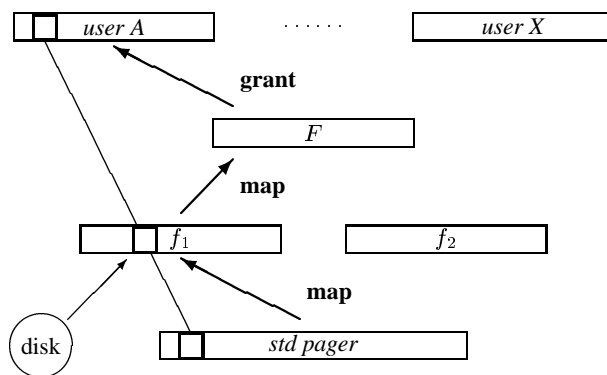 user A ...... user X
grant
F
map
f1 f2
map
disk std pager